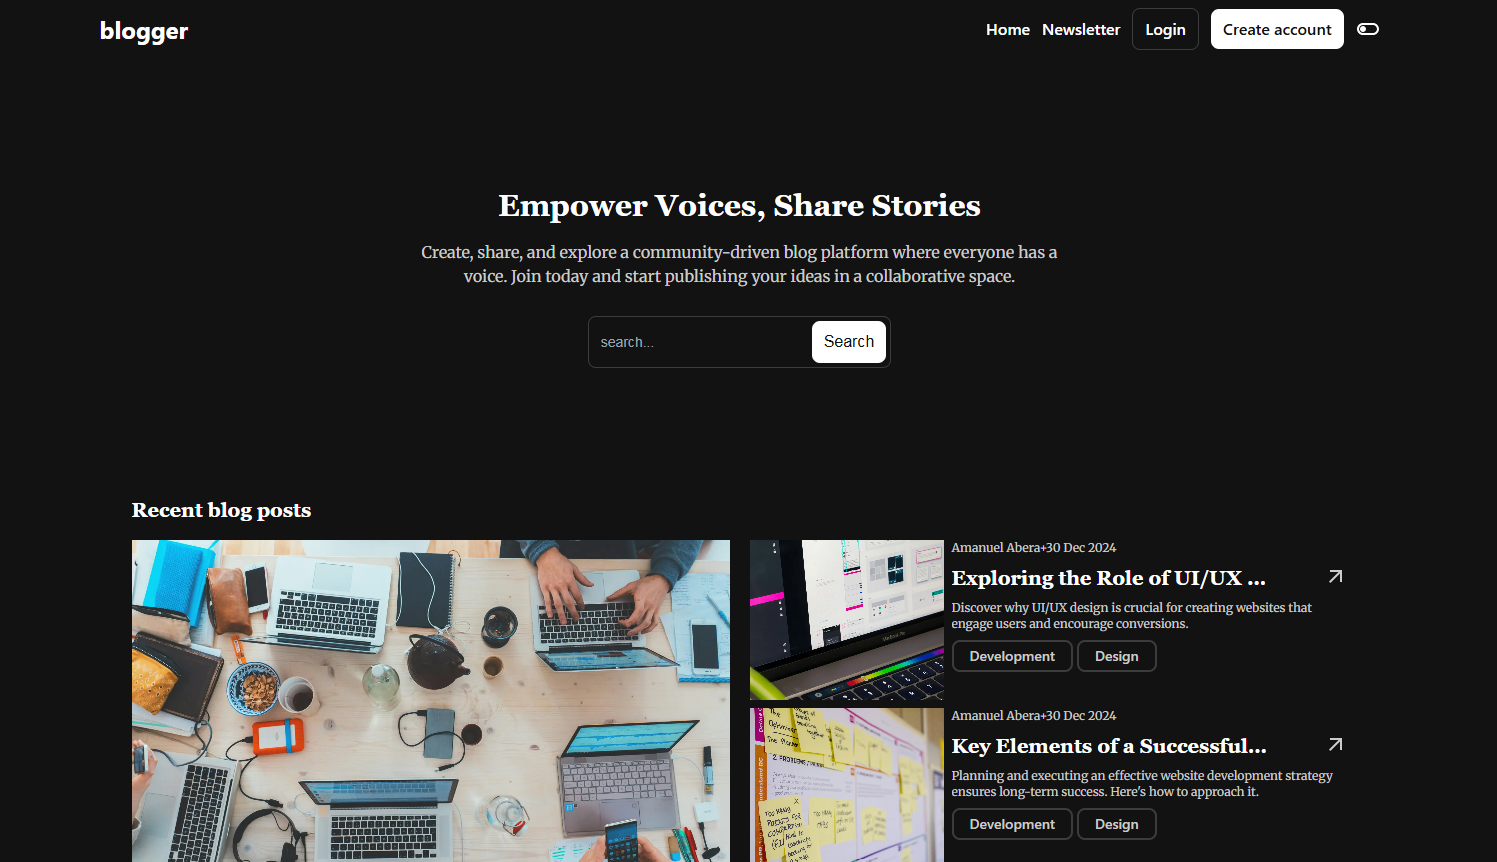 blogger
Home
Newsletter
Login
Create account
Empower Voices, Share Stories
Create, share, and explore a community-driven blog platform where everyone has a
voice. Join today and start publishing your ideas in a collaborative space.
search...
Search
Recent blog posts
Amanuel Abera•30 Dec 2024
Exploring the Role of UI/UX ...
Discover why UI/UX design is crucial for creating websites that
engage users and encourage conversions.
Development
Design
Amanuel Abera•30 Dec 2024
Key Elements of a Successful...
Planning and executing an effective website development strategy
ensures long-term success. Here's how to approach it.
Development
Design
2. PROBLEMS